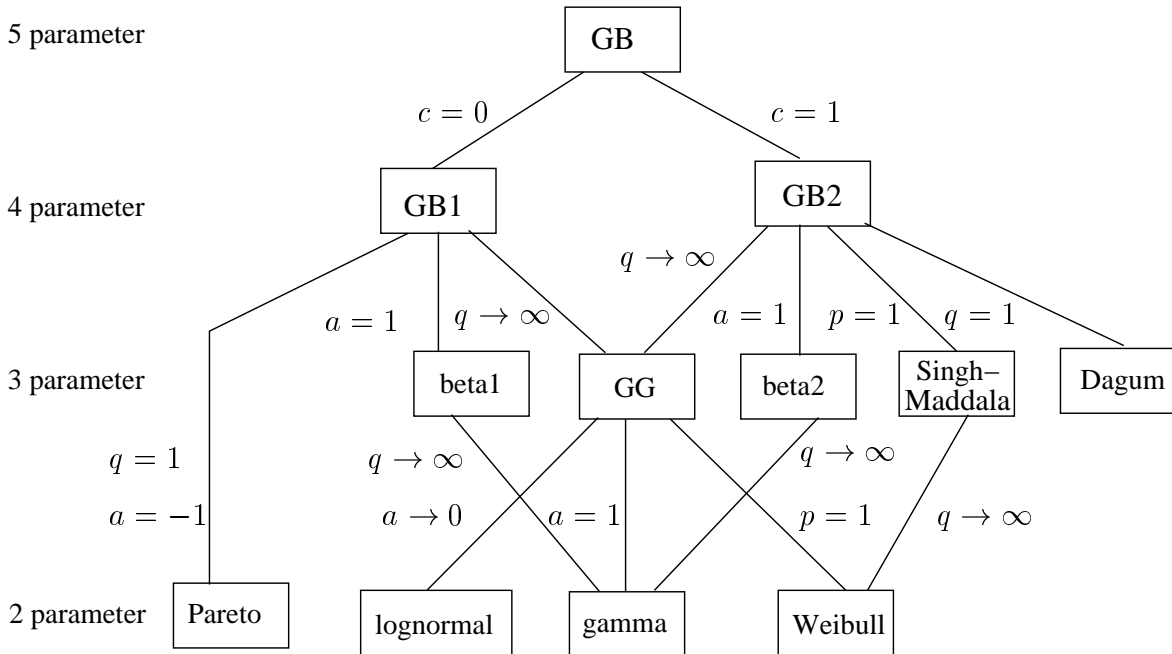 5 parameter
GB
c = 0
c = 1
4 parameter
GB1
GB2
q → ∞
a = 1
q → ∞
a = 1
p = 1
q = 1
3 parameter
beta1
GG
beta2
Singh–
Maddala
Dagum
q = 1
q → ∞
q → ∞
a = −1
a → 0
a = 1
p = 1
q → ∞
2 parameter
Pareto
lognormal
gamma
Weibull